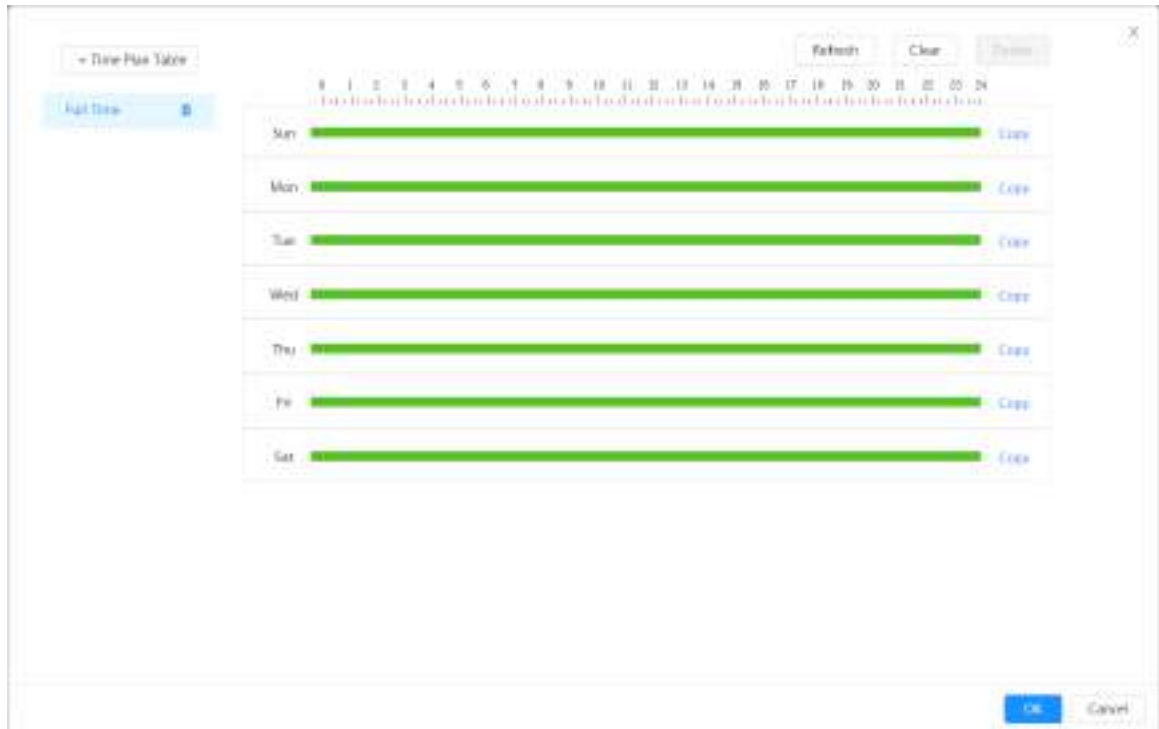 + Time Plan Table
Refresh
Clear
Delete
0 1 2 3 4 5 6 7 8 9 10 11 12 13 14 15 16 17 18 19 20 21 22 23 24
Full Time
Sun Copy
Mon Copy
Tue Copy
Wed Copy
Thu Copy
Fri Copy
Sat Copy
OK
Cancel